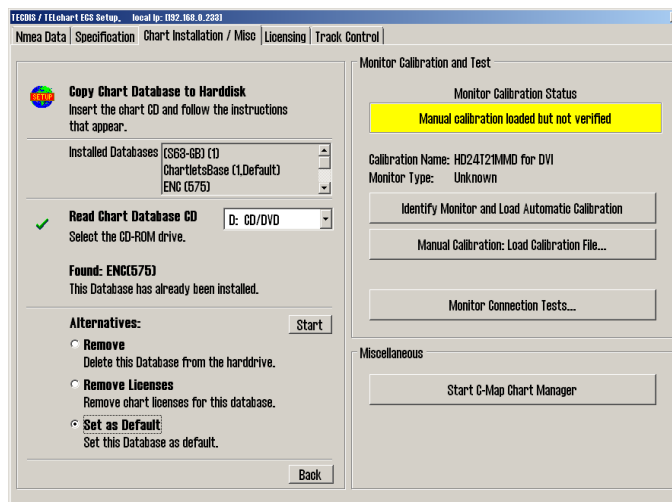 TECDIS / TELchart ECS Setup, local Ip: [192.168.0.233]
Nmea Data Specification Chart Installation / Misc Licensing Track Control
SETUP
Copy Chart Database to Harddisk
Insert the chart CD and follow the instructions
that appear.
Installed Databases
(S63-GB) (1)
ChartletsBase (1,Default)
ENC (575)
Read Chart Database CD
D: CD/DVD
Select the CD-ROM drive.
Found: ENC(575)
This Database has already been installed.
Alternatives:
Start
Remove
Delete this Database from the harddrive.
Remove Licenses
Remove chart licenses for this database.
Set as Default
Set this Database as default.
Back
Monitor Calibration and Test
Monitor Calibration Status
Manual calibration loaded but not verified
Calibration Name: HD24T21MMD for DVI
Monitor Type: Unknown
Identify Monitor and Load Automatic Calibration
Manual Calibration: Load Calibration File...
Monitor Connection Tests...
Miscellaneous
Start C-Map Chart Manager